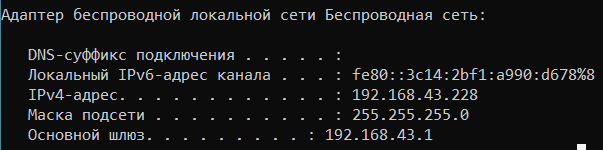 Адаптер беспроводной локальной сети Беспроводная сеть:
DNS-суффикс подключения . . . . . :
Локальный IPv6-адрес канала . . . : fe80::3c14:2bf1:a990:d678%8
IPv4-адрес. . . . . . . . . . . . : 192.168.43.228
Маска подсети . . . . . . . . . . : 255.255.255.0
Основной шлюз. . . . . . . . . : 192.168.43.1